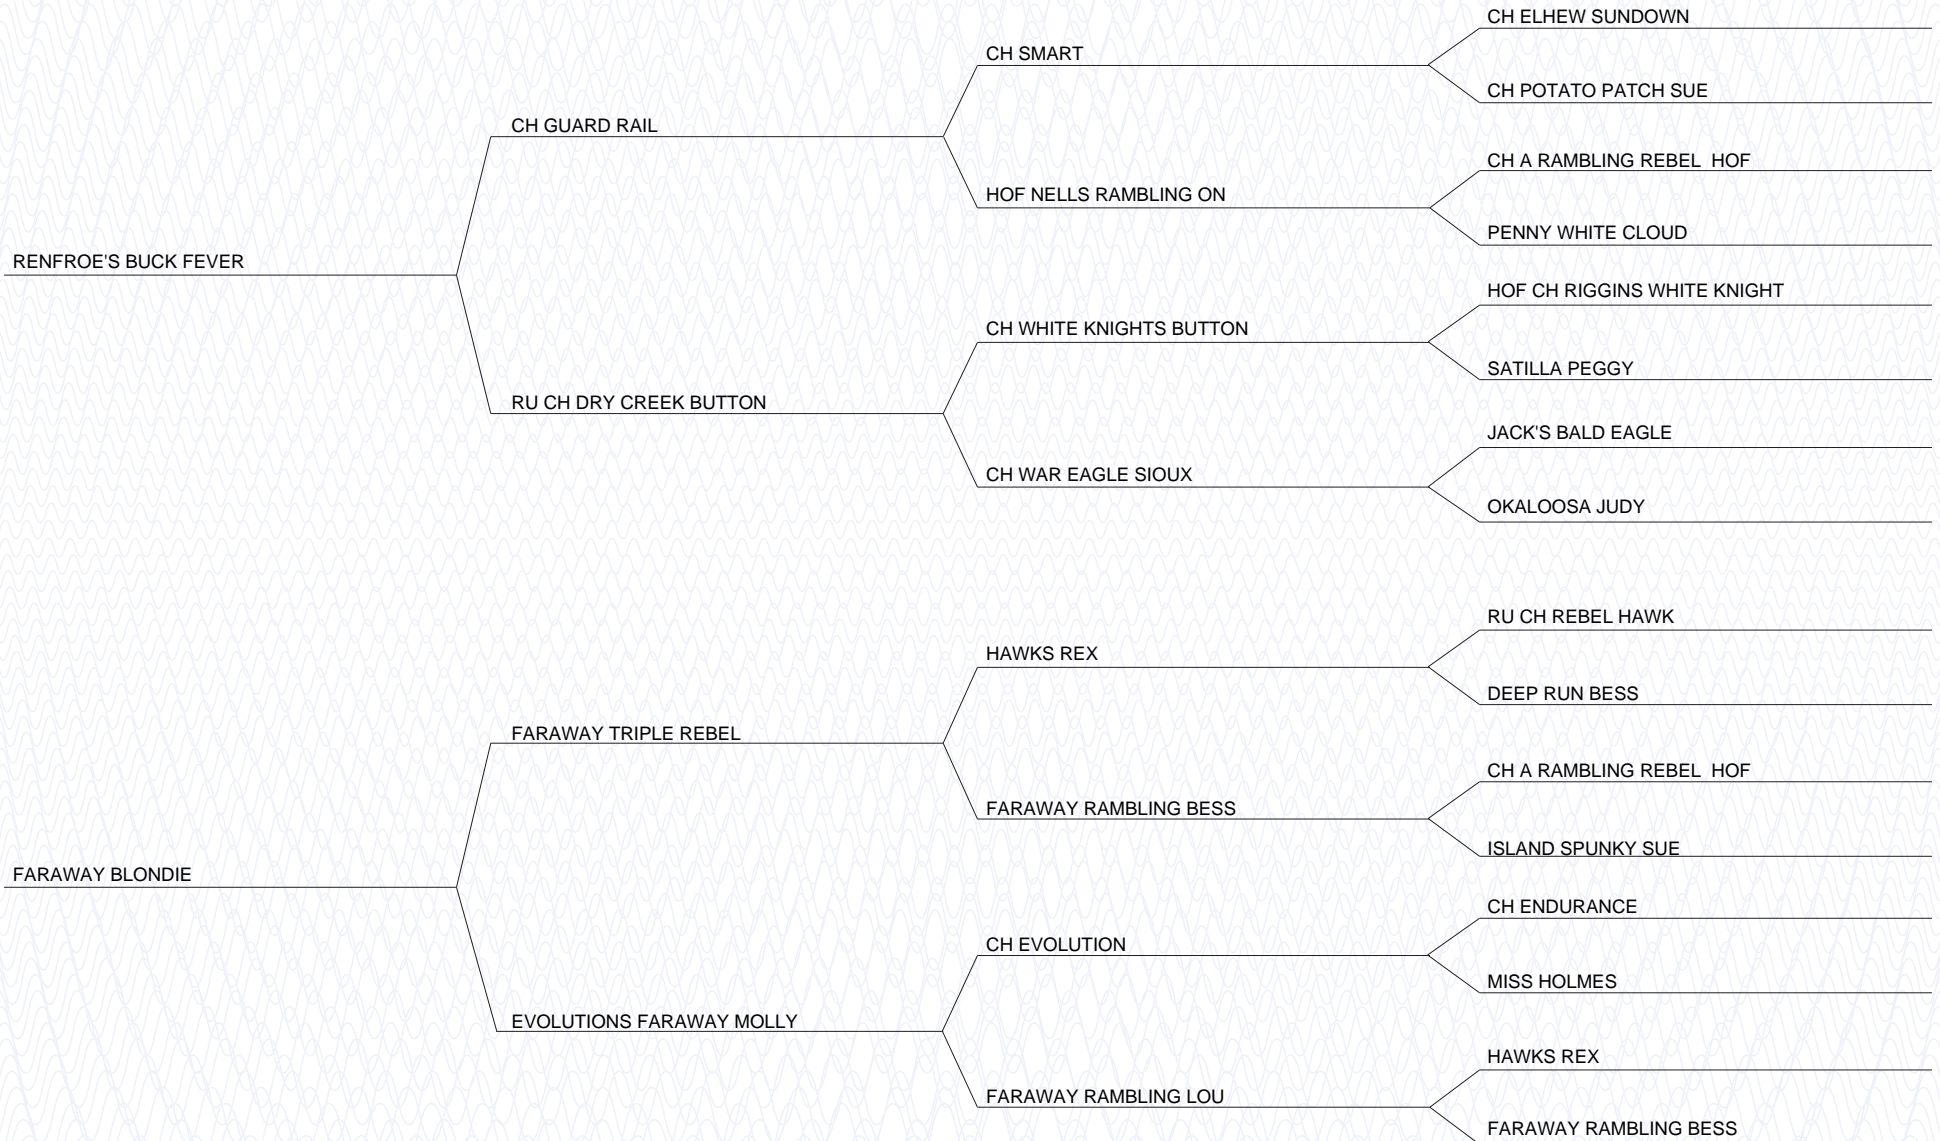 CH ELHEW SUNDOWN
CH SMART
CH POTATO PATCH SUE
CH GUARD RAIL
CH A RAMBLING REBEL  HOF
HOF NELLS RAMBLING ON
PENNY WHITE CLOUD
RENFROE'S BUCK FEVER
HOF CH RIGGINS WHITE KNIGHT
CH WHITE KNIGHTS BUTTON
SATILLA PEGGY
RU CH DRY CREEK BUTTON
JACK'S BALD EAGLE
CH WAR EAGLE SIOUX
OKALOOSA JUDY
RU CH REBEL HAWK
HAWKS REX
DEEP RUN BESS
FARAWAY TRIPLE REBEL
CH A RAMBLING REBEL  HOF
FARAWAY RAMBLING BESS
ISLAND SPUNKY SUE
FARAWAY BLONDIE
CH ENDURANCE
CH EVOLUTION
MISS HOLMES
EVOLUTIONS FARAWAY MOLLY
HAWKS REX
FARAWAY RAMBLING LOU
FARAWAY RAMBLING BESS